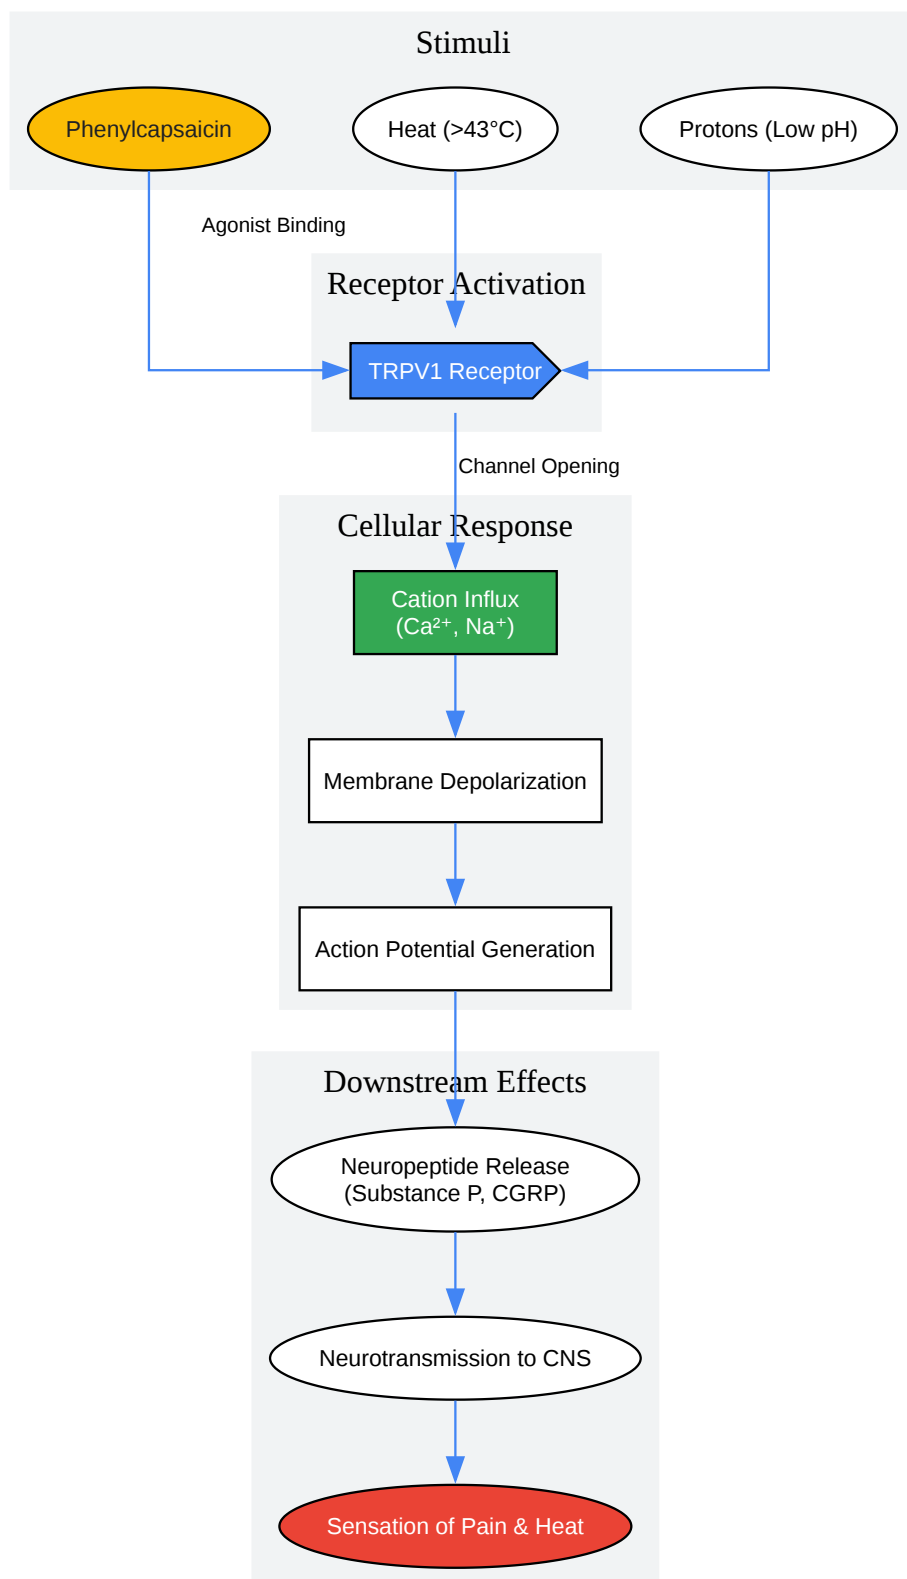 Stimuli
Phenylcapsaicin
Heat (>43°C)
Protons (Low pH)
Agonist Binding
Receptor Activation
TRPV1 Receptor
Channel Opening
Cellular Response
Cation Influx
(Ca²⁺, Na⁺)
Membrane Depolarization
Action Potential Generation
Downstream Effects
Neuropeptide Release
(Substance P, CGRP)
Neurotransmission to CNS
Sensation of Pain & Heat